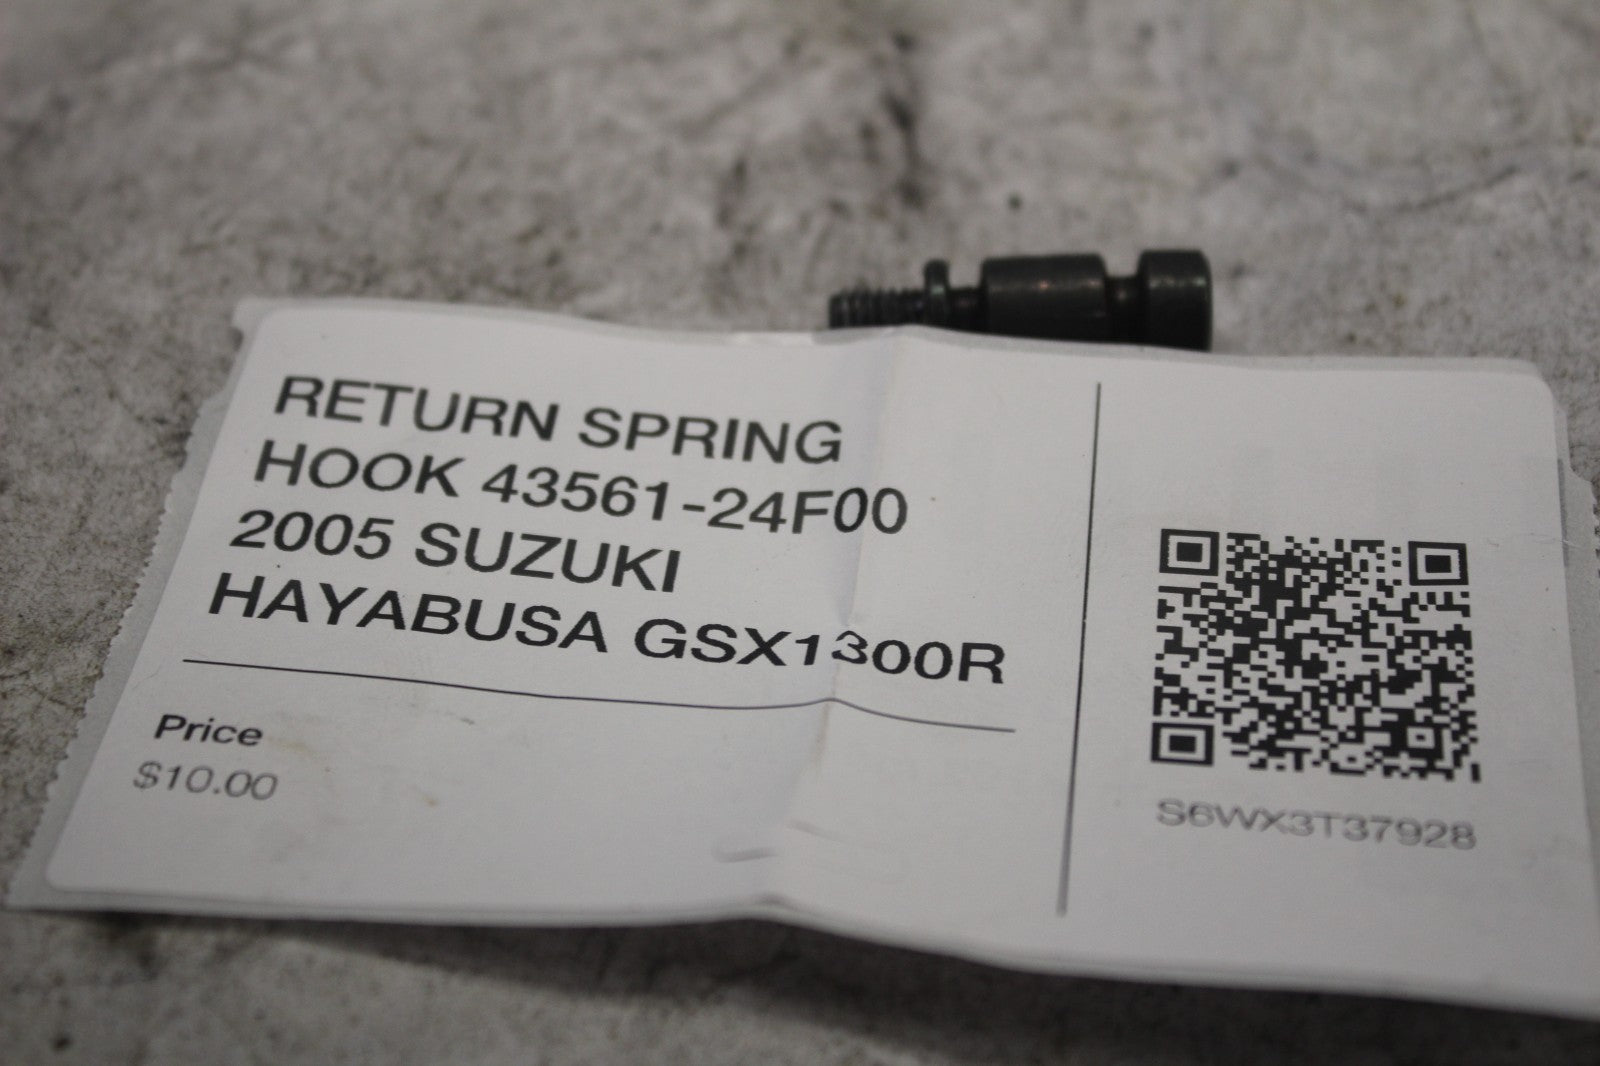 RETURN SPRING
HOOK 43561-24F00
2005 SUZUKI
HAYABUSA GSX1300R
Price
$10.00
S6WX3T37928